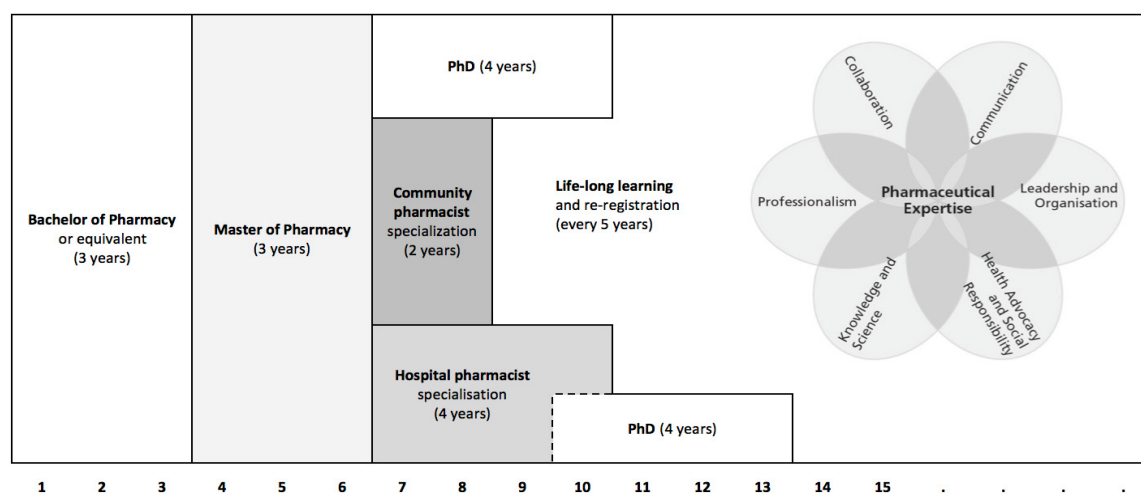 PhD (4 years)
Bachelor of Pharmacy
or equivalent
(3 years)
Master of Pharmacy
(3 years)
Community
pharmacist
specialization
(2 years)
Life-long learning
and re-registration
(every 5 years)
Hospital pharmacist
specialisation
(4 years)
PhD (4 years)
Collaboration
Communication
Professionalism
Pharmaceutical
Expertise
Leadership and
Organisation
Knowledge and
Science
Health Advocacy
and Social
Responsibility
1 2 3 4 5 6 7 8 9 10 11 12 13 14 15 . . . .